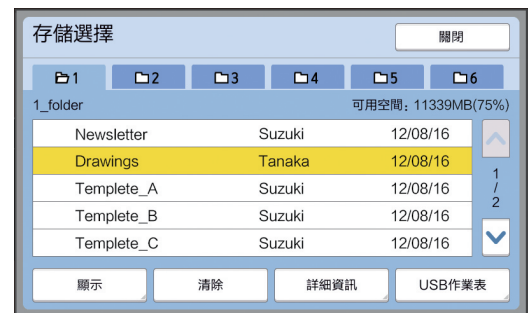 存儲選擇 關閉
1 2 3 4 5 6
1_folder 可用空間：11339MB(75%)
Newsletter Suzuki 12/08/16
Drawings Tanaka 12/08/16
Templete_A Suzuki 12/08/16
Templete_B Suzuki 12/08/16
Templete_C Suzuki 12/08/16
1
/
2
顯示 清除 詳細資訊 USB作業表